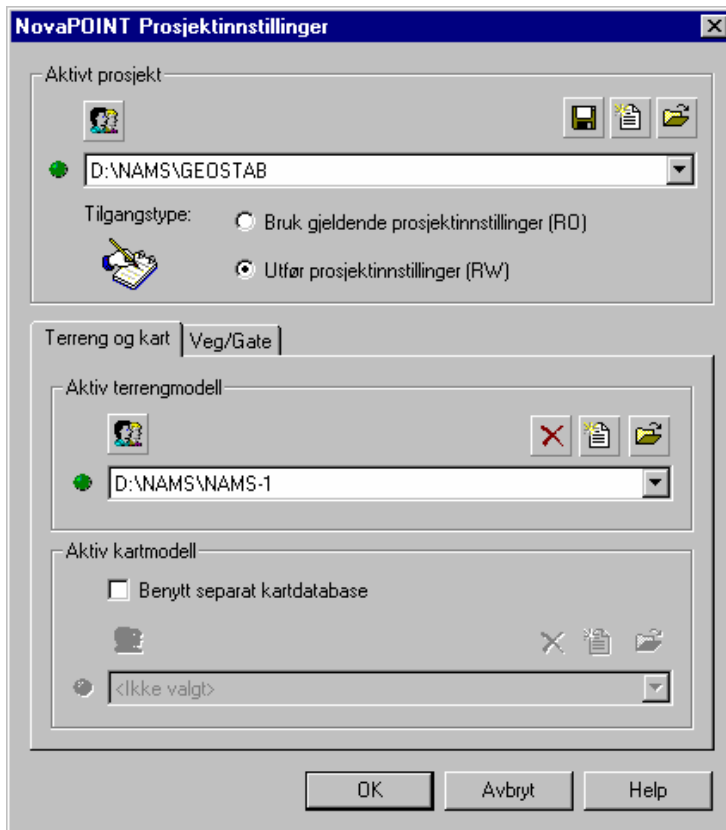 NovaPOINT Prosjektinnstillinger
Aktivt prosjekt
D:\NAMS\GEOSTAB
Tilgangstype:
Bruk gjeldende prosjektinnstillinger (RO)
Utfør prosjektinnstillinger (RW)
Terreng og kart
Veg/Gate
Aktiv terrengmodell
D:\NAMS\NAMS-1
Aktiv kartmodell
Benytt separat kartdatabase
<Ikke valgt>
OK
Avbryt
Help